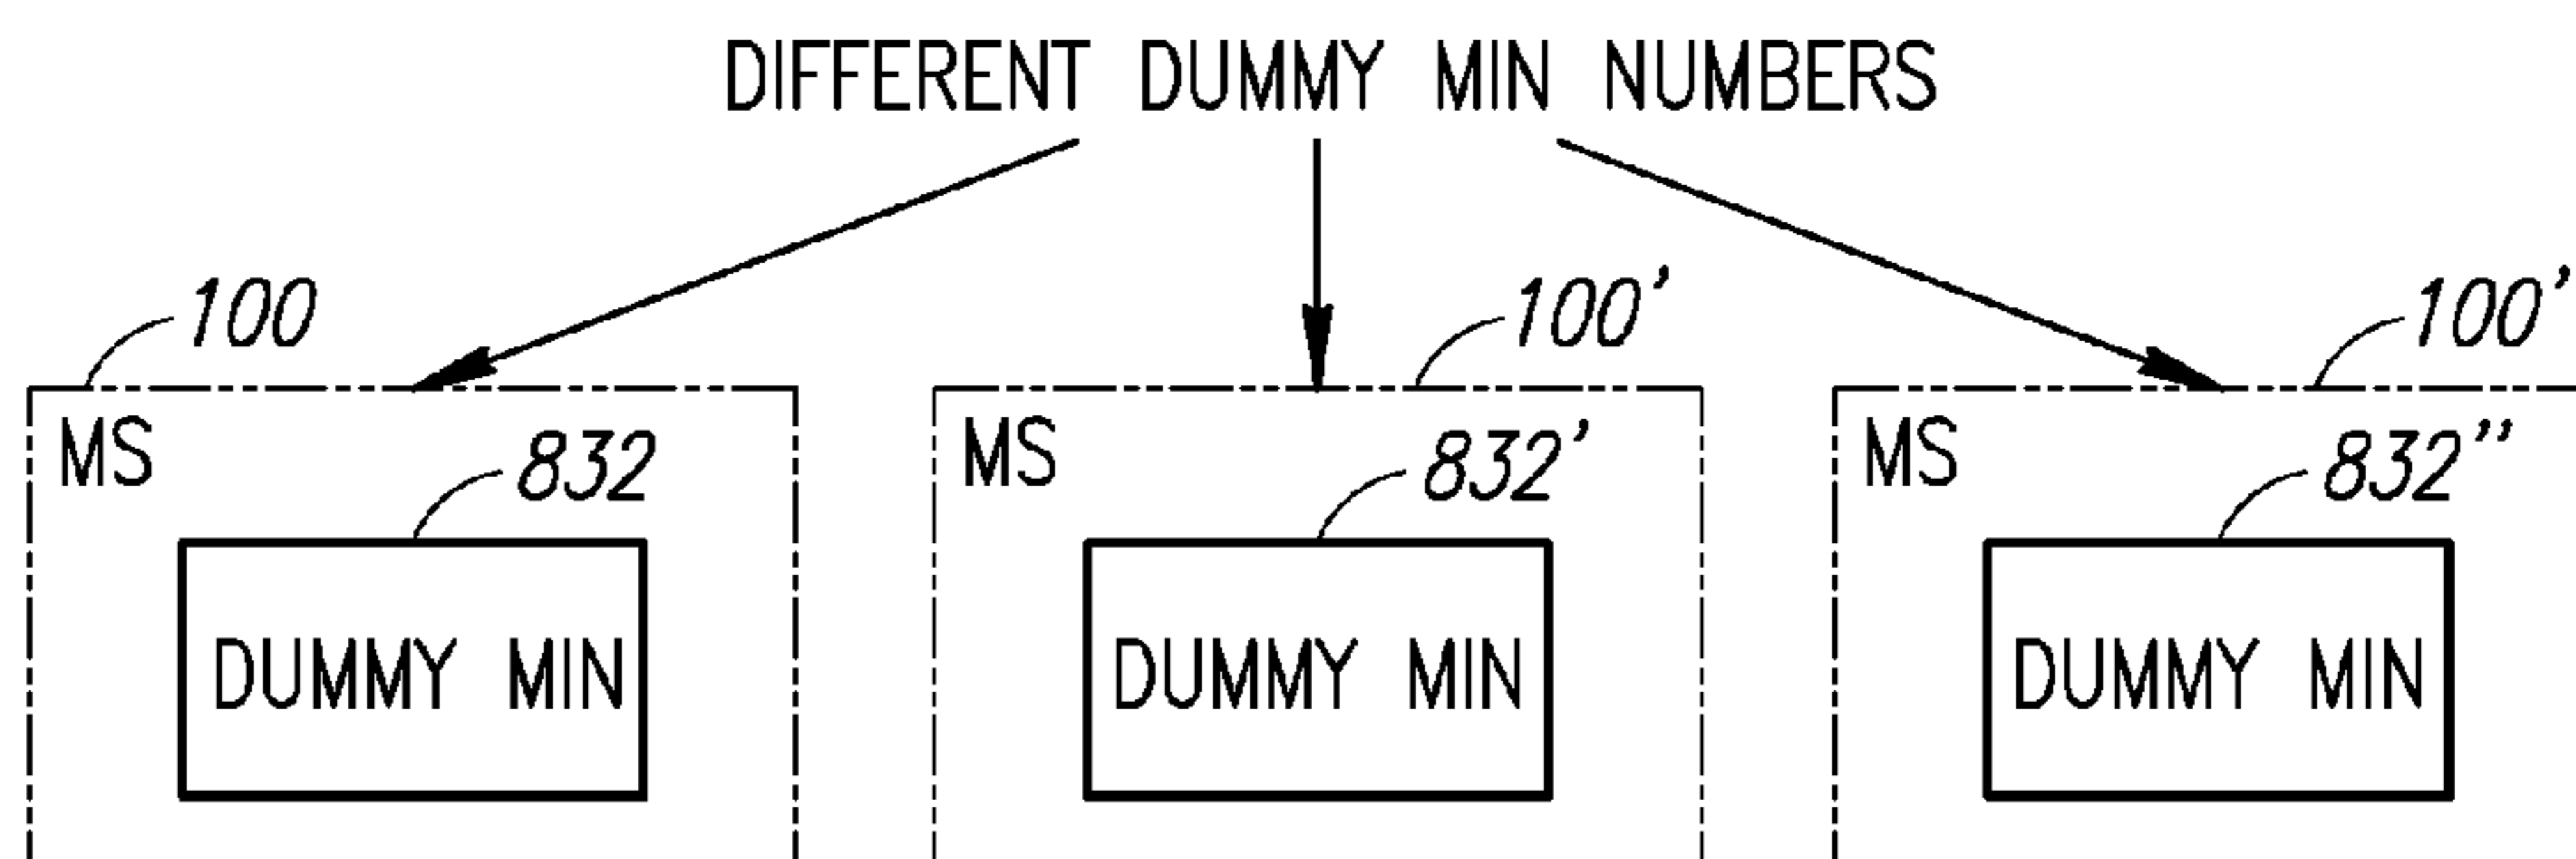 DIFFERENT DUMMY MIN NUMBERS
100 100' 100'
MS 832 MS 832' MS 832''
DUMMY MIN DUMMY MIN DUMMY MIN